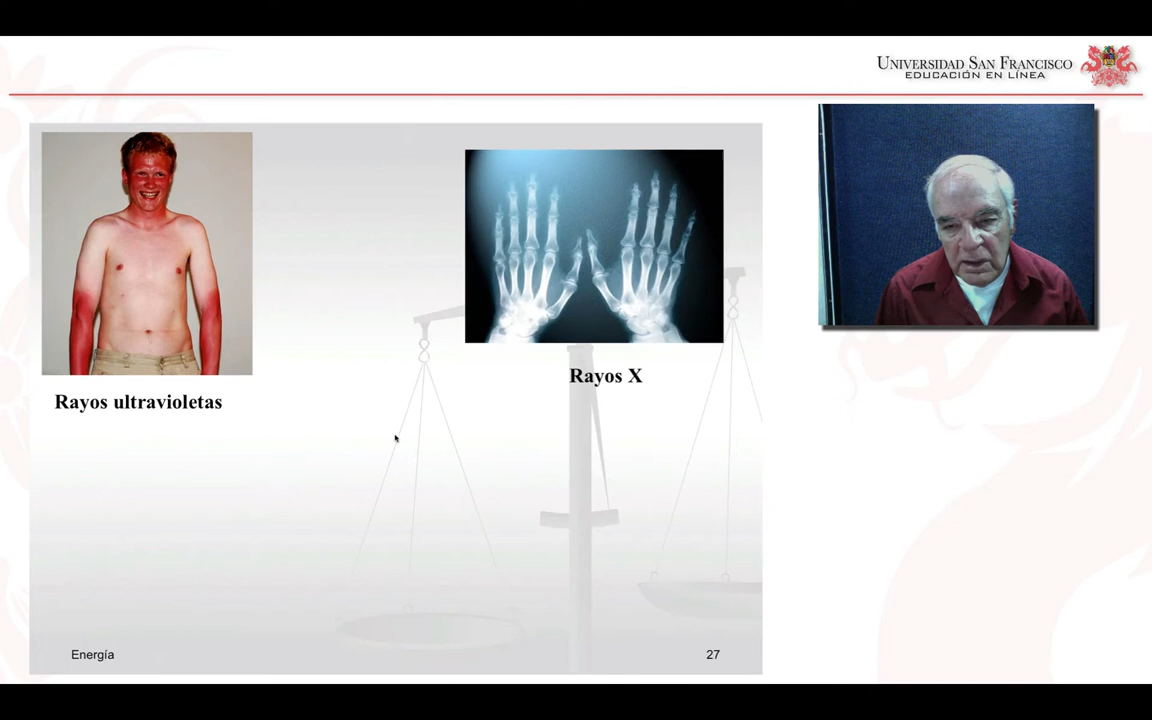 UNIVERSIDAD SAN FRANCISCO
EDUCACIÓN EN LÍNEA
Rayos X
Rayos ultravioletas
Energía
27